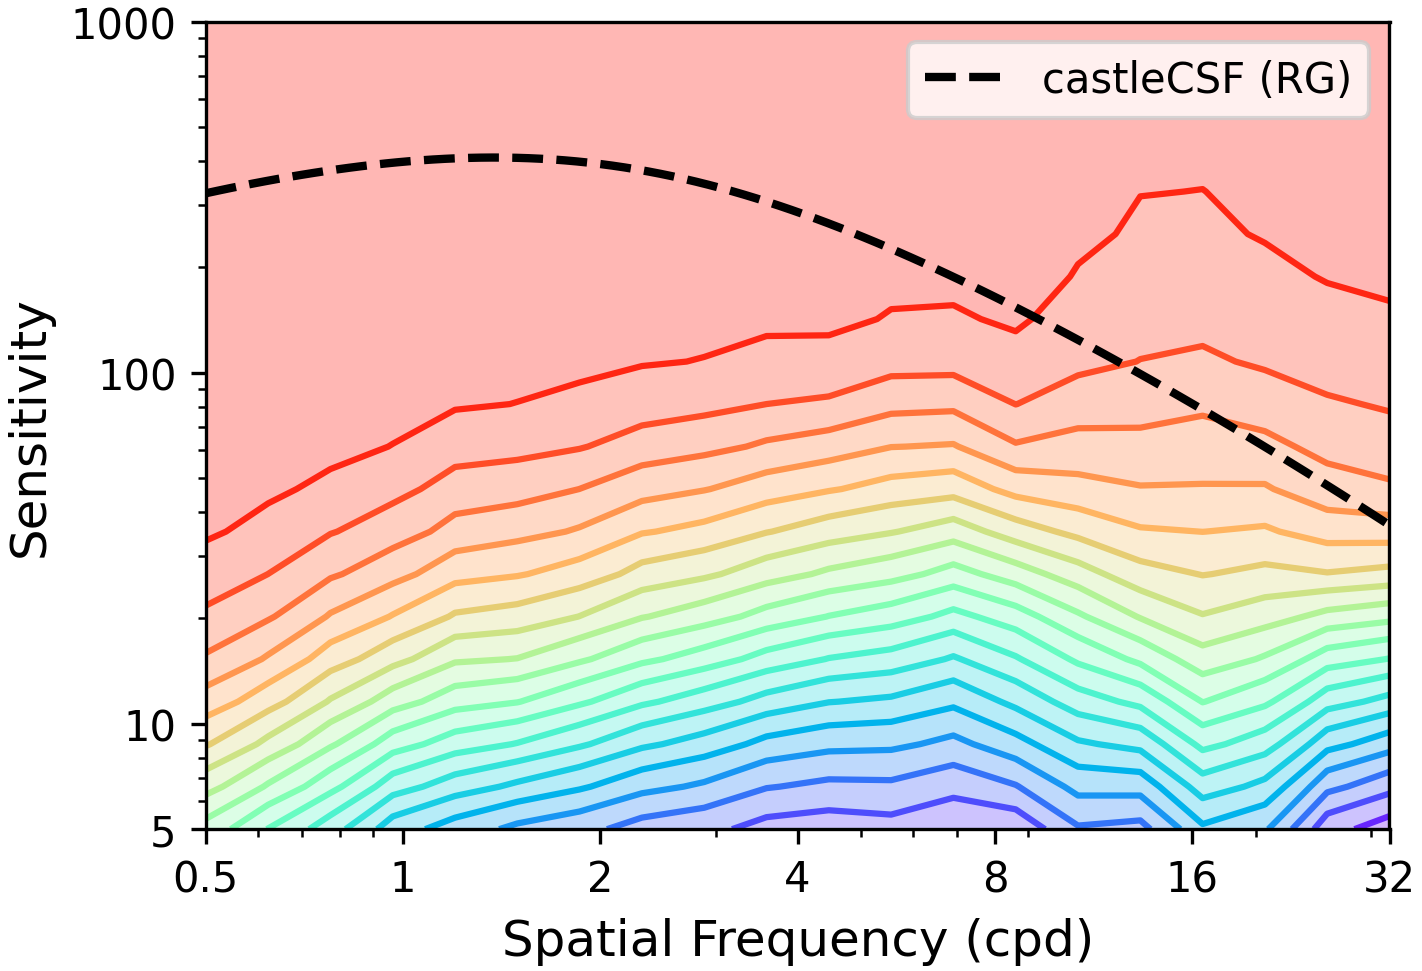 1000
castleCSF (RG)
100
Sensitivity
10
5
0.5 1 2 4 8 16 32
Spatial Frequency (cpd)